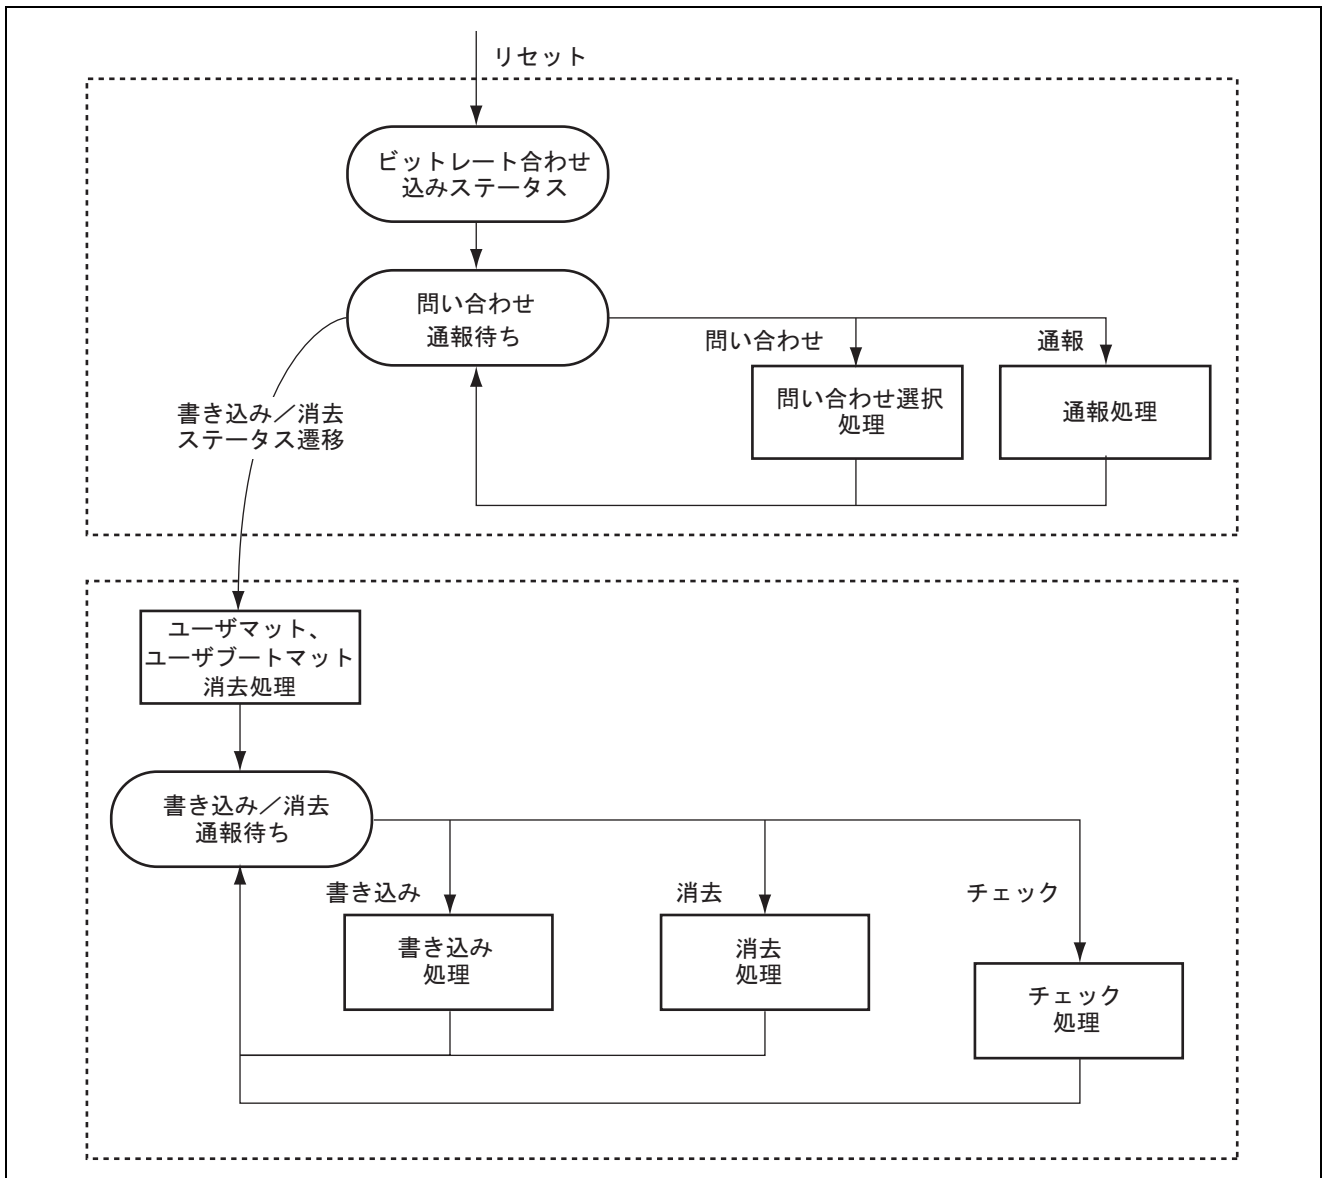 リセット
ビットレート合わせ
込みステータス
問い合わせ
通報待ち
問い合わせ
通報
問い合わせ選択
処理
通報処理
書き込み／消去
ステータス遷移
ユーザマット、
ユーザブートマット
消去処理
書き込み／消去
通報待ち
書き込み
消去
チェック
書き込み
処理
消去
処理
チェック
処理